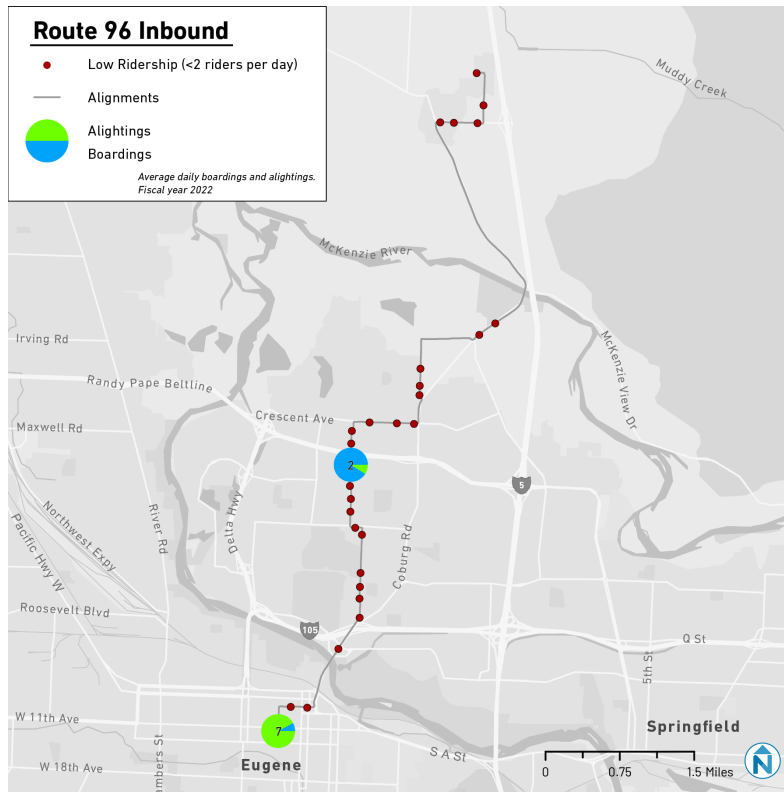 Route 96 Inbound
Low Ridership (<2 riders per day)
Alignments
Alightings
Boardings
Average daily boardings and alightings.
Fiscal year 2022
Muddy Creek
McKenzie River
McKenzie View Dr
Irving Rd
Randy Pape Beltline
Crescent Ave
Maxwell Rd
2
5
Delta Hwy
River Rd
Northwest Expy
Pacific Hwy W
Coburg Rd
Roosevelt Blvd
105
Q St
5th St
W 11th Ave
7
Springfield
Eugene
S A St
W 18th Ave
ambers St
0 0.75 1.5 Miles
N